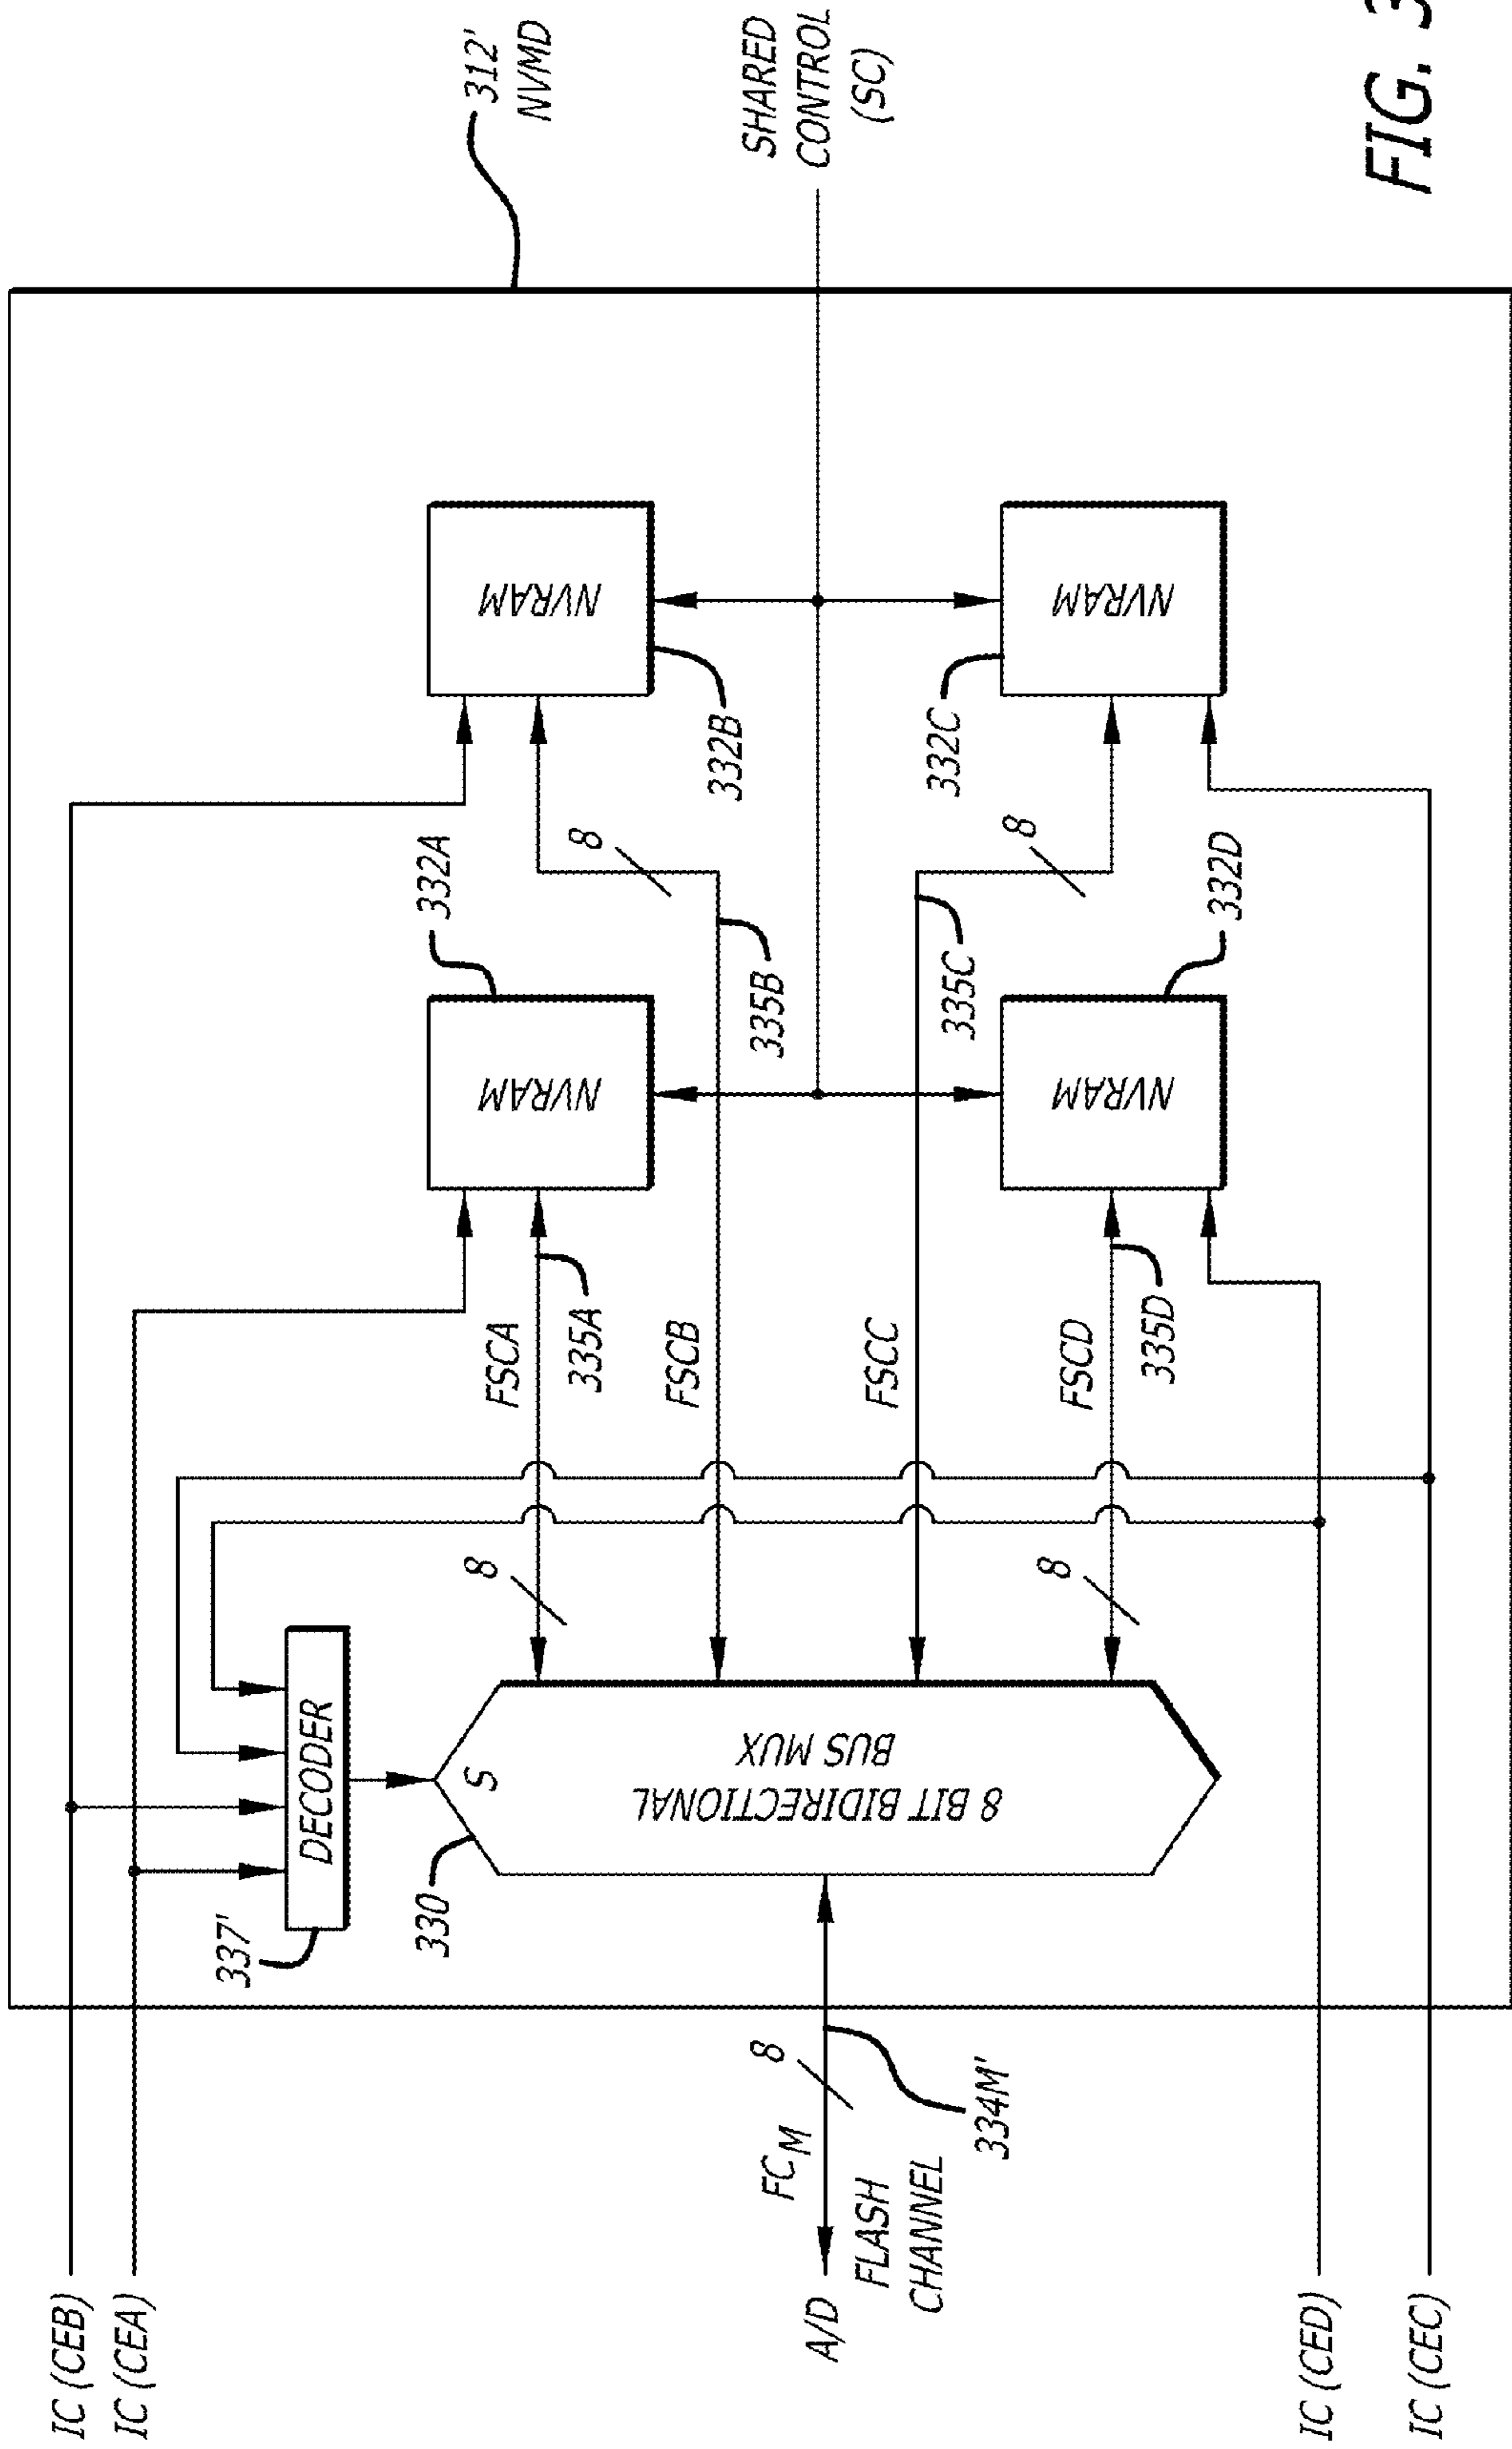 IC (CEB)
IC (CEA)
337'
DECODER
312'
NVMD
330
S
8 BIT BIDIRECTIONAL
BUS MUX
8
FSCA
335A
FSCB
335B
8
FSCC
335C
8
8
FSCD
335D
332A
NVRAM
332B
NVRAM
332C
NVRAM
332D
NVRAM
SHARED
CONTROL
(SC)
FC M
8
A/D
FLASH
CHANNEL
334M'
IC (CED)
IC (CEC)
FIG. 3